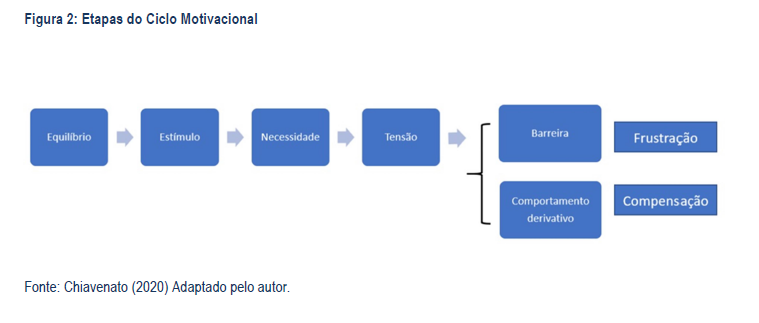 Figura 2: Etapas do Ciclo Motivacional
Equilíbrio
Estímulo
Necessidade
Tensão
Barreira
Frustração
Comportamento
derivativo
Compensação
Fonte: Chiavenato (2020) Adaptado pelo autor.